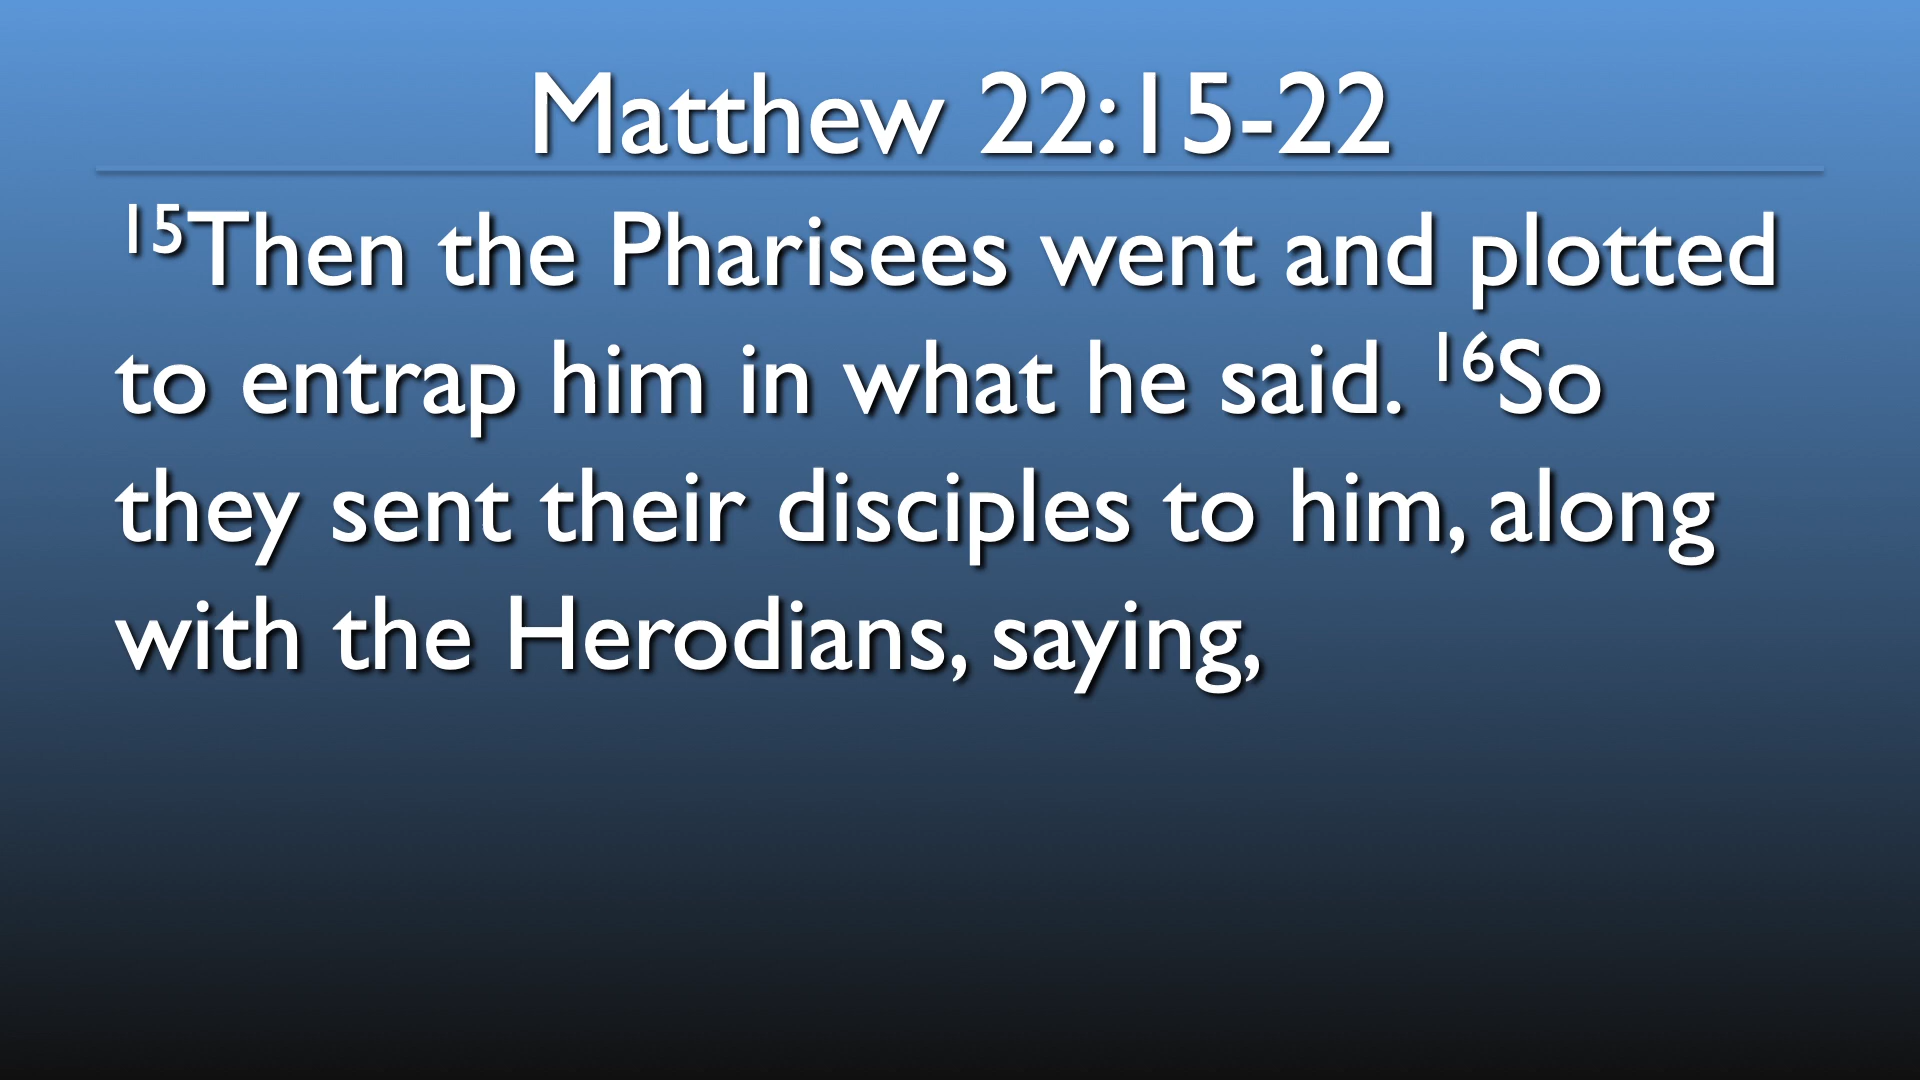 Matthew 22:15-22
15Then the Pharisees went and plotted
to entrap him in what he said. 16So
they sent their disciples to him, along
with the Herodians, saying,